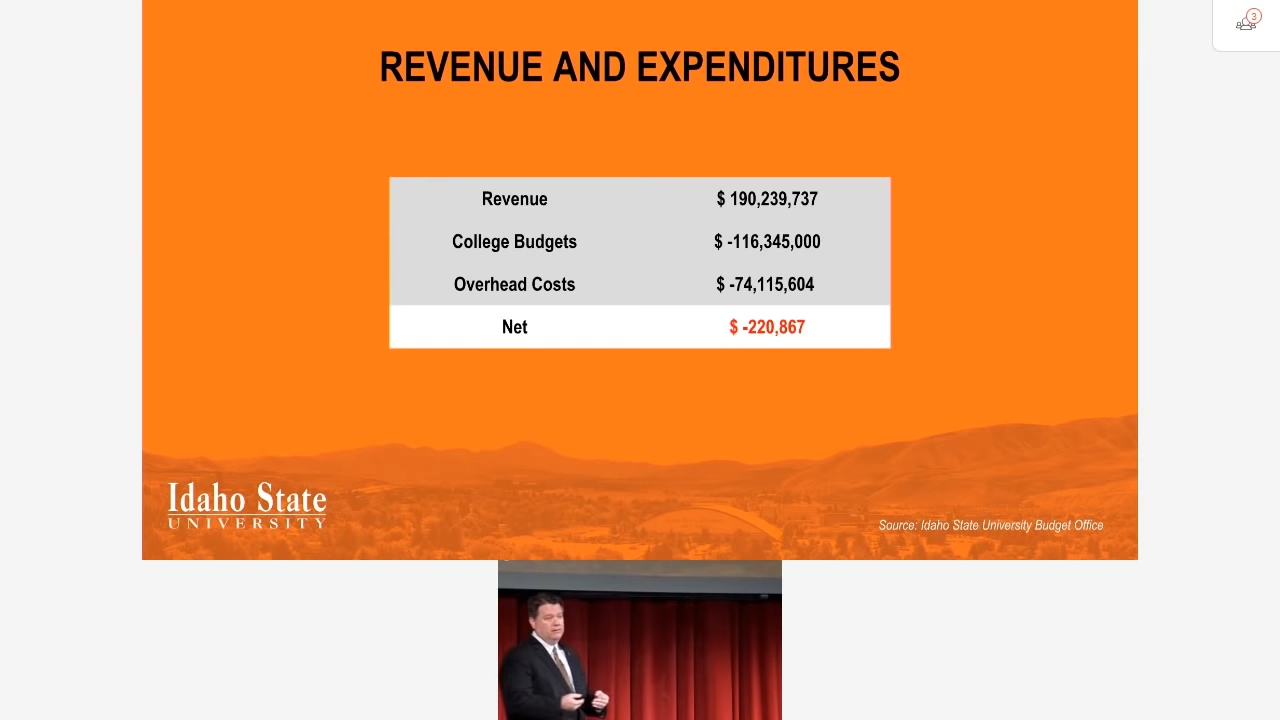 3
REVENUE AND EXPENDITURES
Revenue $ 190,239,737
College Budgets $ -116,345,000
Overhead Costs $ -74,115,604
Net $ -220,867
Idaho State
UNIVERSITY
Source: Idaho State University Budget Office